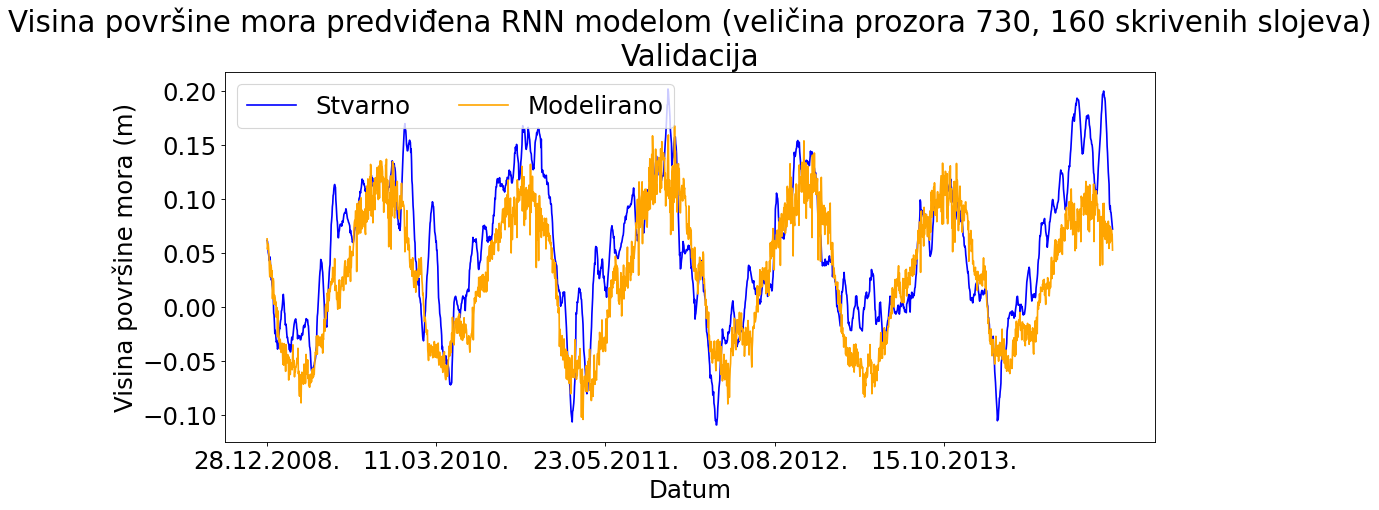 Visina površine mora predviđena RNN modelom (veličina prozora 730, 160 skrivenih slojeva)
Validacija
Stvarno
Modelirano
Visina površine mora (m)
0.20
0.15
0.10
0.05
0.00
−0.05
−0.10
28.12.2008.
11.03.2010.
23.05.2011.
03.08.2012.
15.10.2013.
Datum